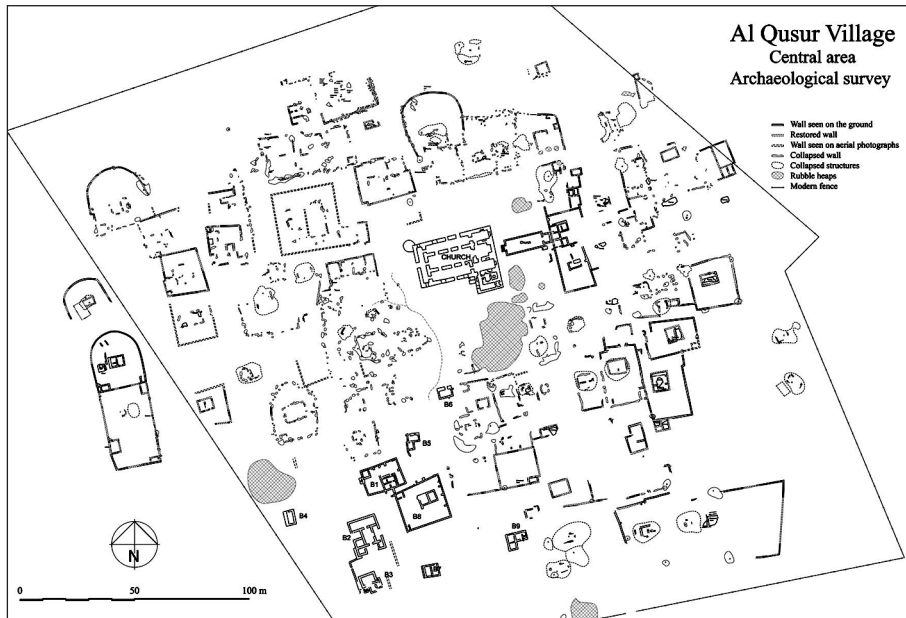 Al Qusur Village
Central area
Archaeological survey
Wall seen on the ground
Restored wall
Wall seen on aerial photographs
Collapsed wall
Collapsed structures
Rubble heaps
Modern fence
CHURCH
B6
B5
B1
B8
B4
B2
B9
B3
N
0 50 100 m